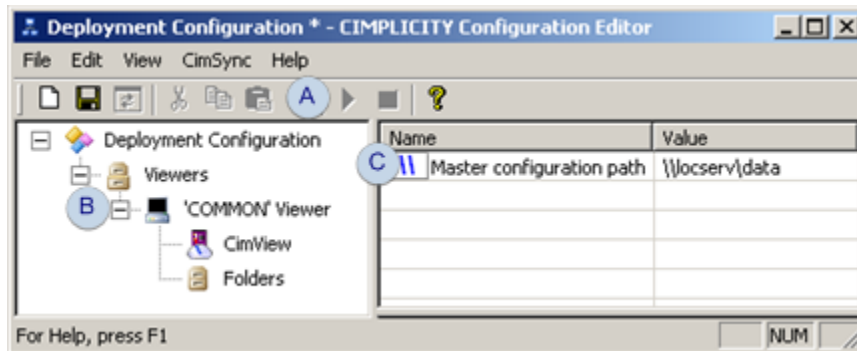 Deployment Configuration * - CIMPLICITY Configuration Editor
File Edit View CimSync Help
A
Deployment Configuration
Viewers
B 'COMMON' Viewer
CimView
Folders
Name Value
C \\ Master configuration path \\locserv\data
For Help, press F1 NUM